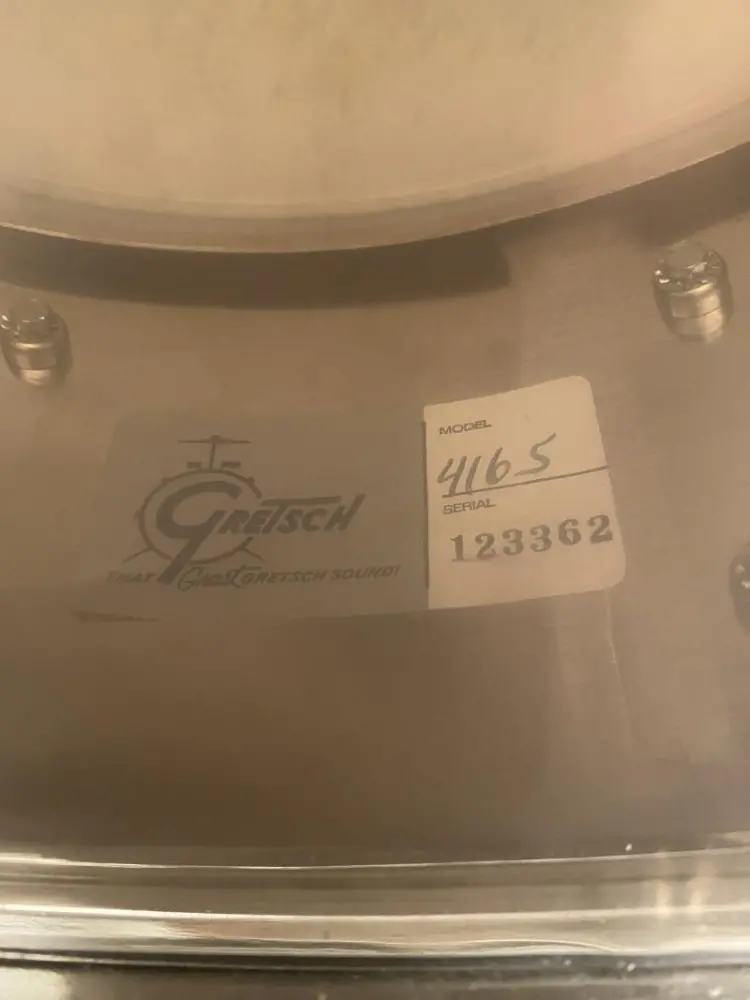 GRETSCH
THAT Great GRETSCH SOUND!
MODEL
4165
SERIAL
123362